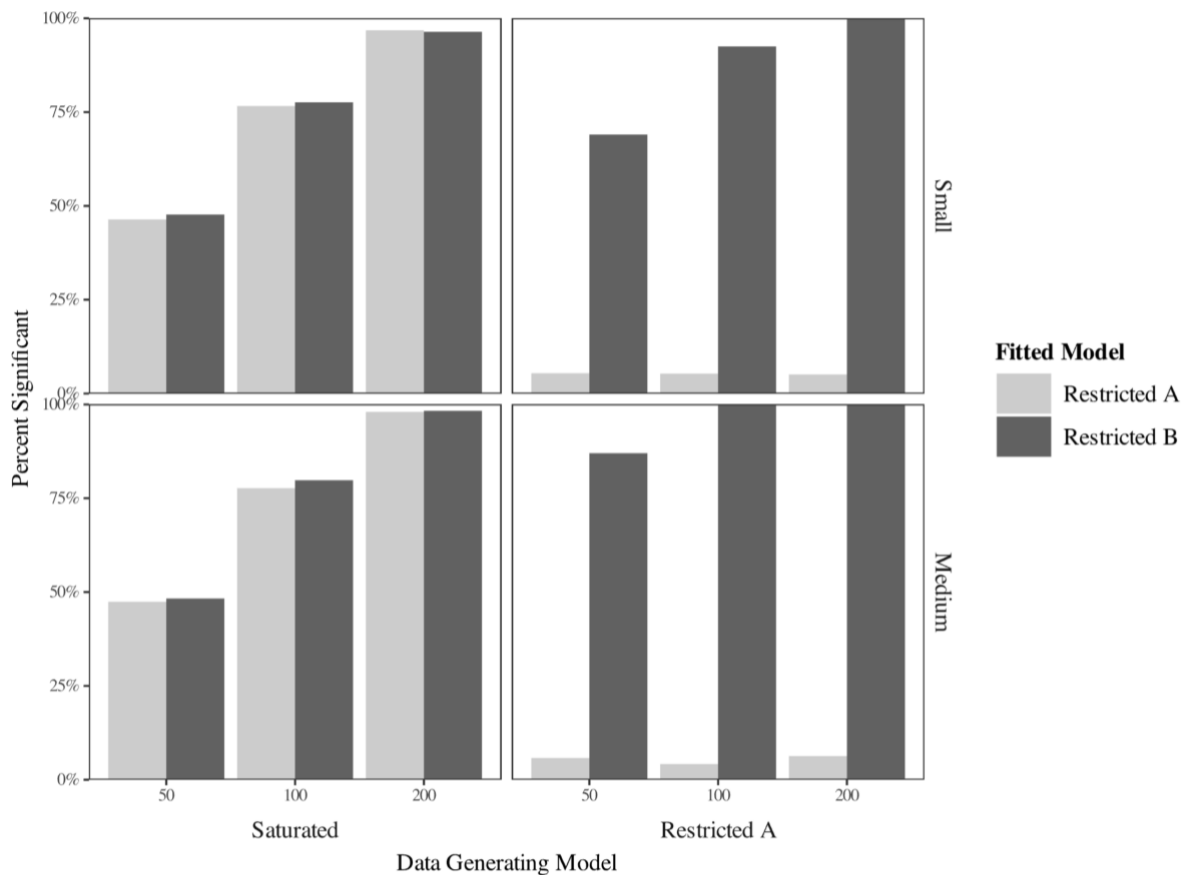 100%
75%
50%
25%
0%
100%
75%
50%
25%
0%
Percent Significant
Small
Medium
50
100
200
50
100
200
Saturated
Restricted A
Data Generating Model
Fitted Model
Restricted A
Restricted B